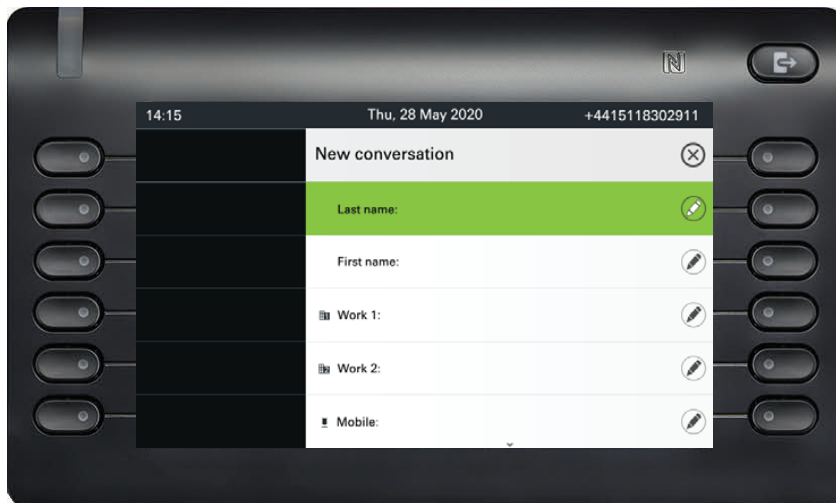 14:15 Thu, 28 May 2020 +4415118302911
New conversation
Last name:
First name:
Work 1:
Work 2:
Mobile: